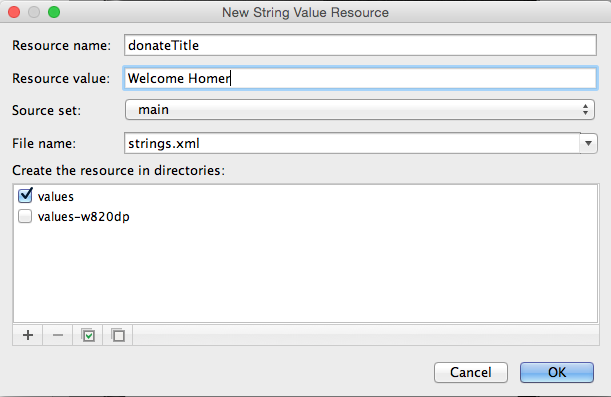 New String Value Resource
Resource name: donateTitle
Resource value: Welcome Homer
Source set: main
File name: strings.xml
Create the resource in directories:
values
values-w820dp
Cancel OK